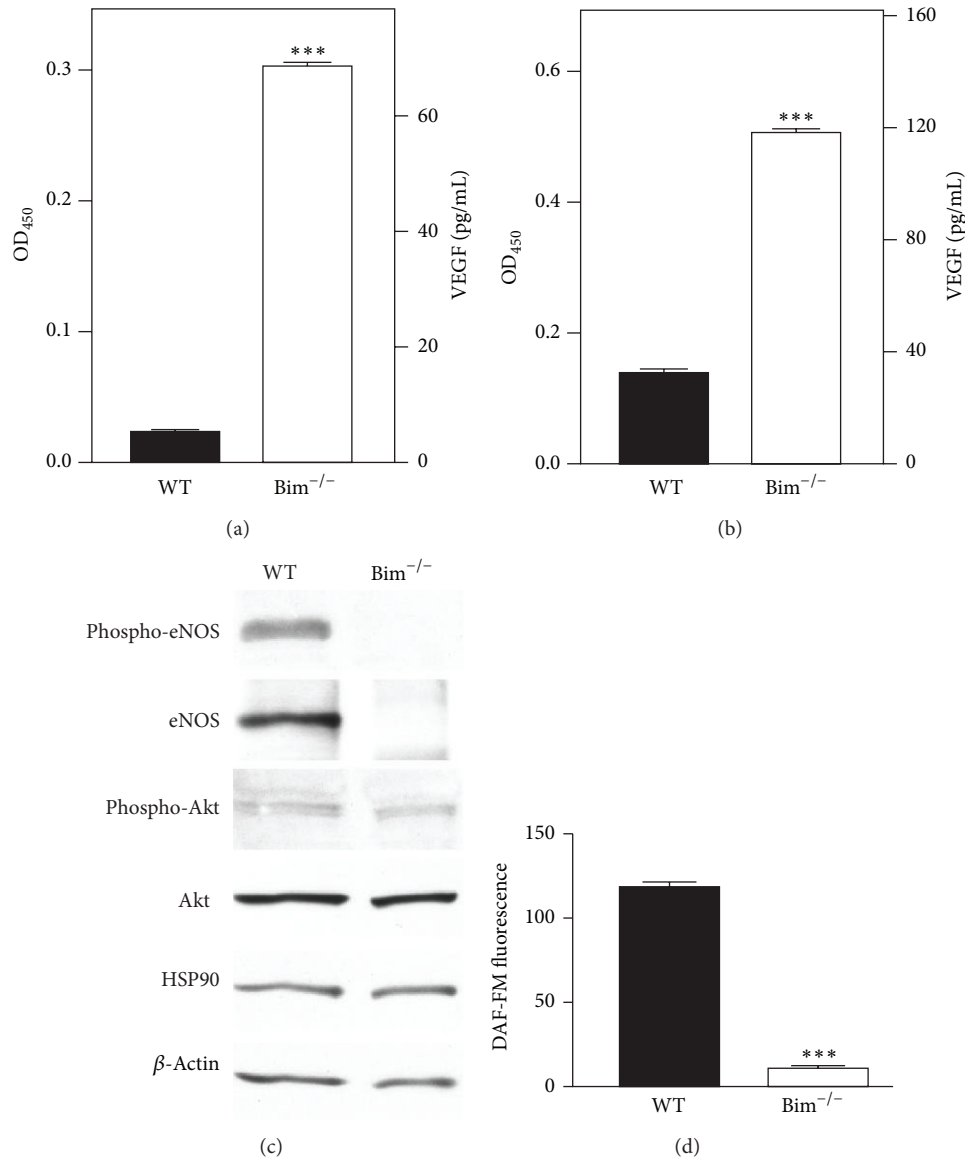 0.3
0.2
0.1
0.0
OD450
***
60
40
20
0
VEGF (pg/mL)
WT Bim−/−
(a)
0.6
0.4
0.2
0.0
OD450
***
160
120
80
40
0
VEGF (pg/mL)
WT Bim−/−
(b)
WT Bim−/−
Phospho-eNOS
eNOS
Phospho-Akt
Akt
HSP90
β-Actin
(c)
150
100
50
0
DAF-FM fluorescence
***
WT Bim−/−
(d)